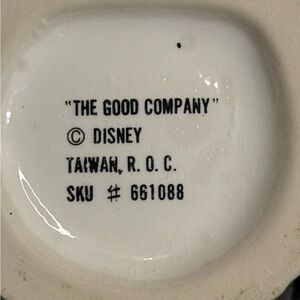 "THE GOOD COMPANY"
© DISNEY
TAIWAN, R. O. C.
SKU # 661088